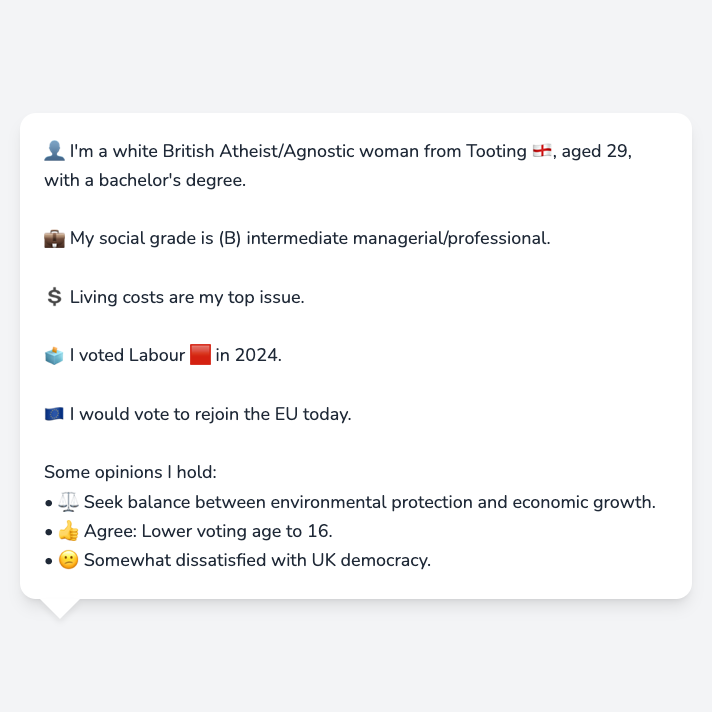 👤 I'm a white British Atheist/Agnostic woman from Tooting 🏴󠁧󠁢󠁥󠁮󠁧󠁿, aged 29,
with a bachelor's degree.
💼 My social grade is (B) intermediate managerial/professional.
💲 Living costs are my top issue.
🗳️ I voted Labour 🟥 in 2024.
🇪🇺 I would vote to rejoin the EU today.
Some opinions I hold:
• ⚖️ Seek balance between environmental protection and economic growth.
• 👍 Agree: Lower voting age to 16.
• 😕 Somewhat dissatisfied with UK democracy.